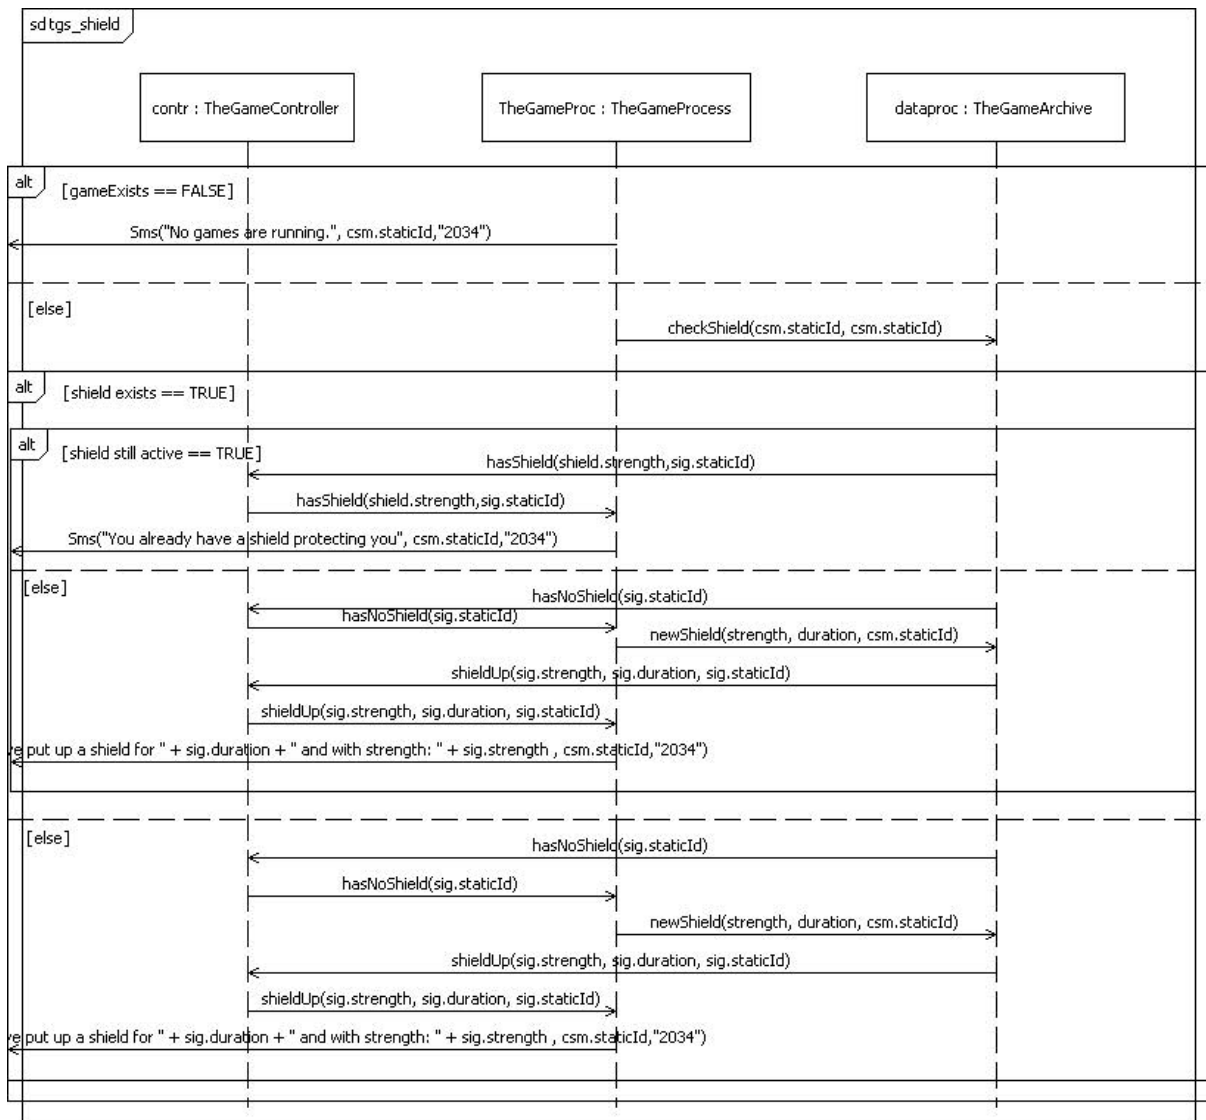 sd tgs_shield
contr : TheGameController
TheGameProc : TheGameProcess
dataproc : TheGameArchive
alt
[gameExists == FALSE]
Sms("No games are running.", csm.staticId,"2034")
[else]
checkShield(csm.staticId, csm.staticId)
alt
[shield exists == TRUE]
alt
[shield still active == TRUE]
hasShield(shield.strength,sig.staticId)
hasShield(shield.strength,sig.staticId)
Sms("You already have a shield protecting you", csm.staticId,"2034")
[else]
hasNoShield(sig.staticId)
hasNoShield(sig.staticId)
newShield(strength, duration, csm.staticId)
shieldUp(sig.strength, sig.duration, sig.staticId)
shieldUp(sig.strength, sig.duration, sig.staticId)
put up a shield for " + sig.duration + " and with strength: " + sig.strength , csm.staticId,"2034")
[else]
hasNoShield(sig.staticId)
hasNoShield(sig.staticId)
newShield(strength, duration, csm.staticId)
shieldUp(sig.strength, sig.duration, sig.staticId)
shieldUp(sig.strength, sig.duration, sig.staticId)
put up a shield for " + sig.duration + " and with strength: " + sig.strength , csm.staticId,"2034")